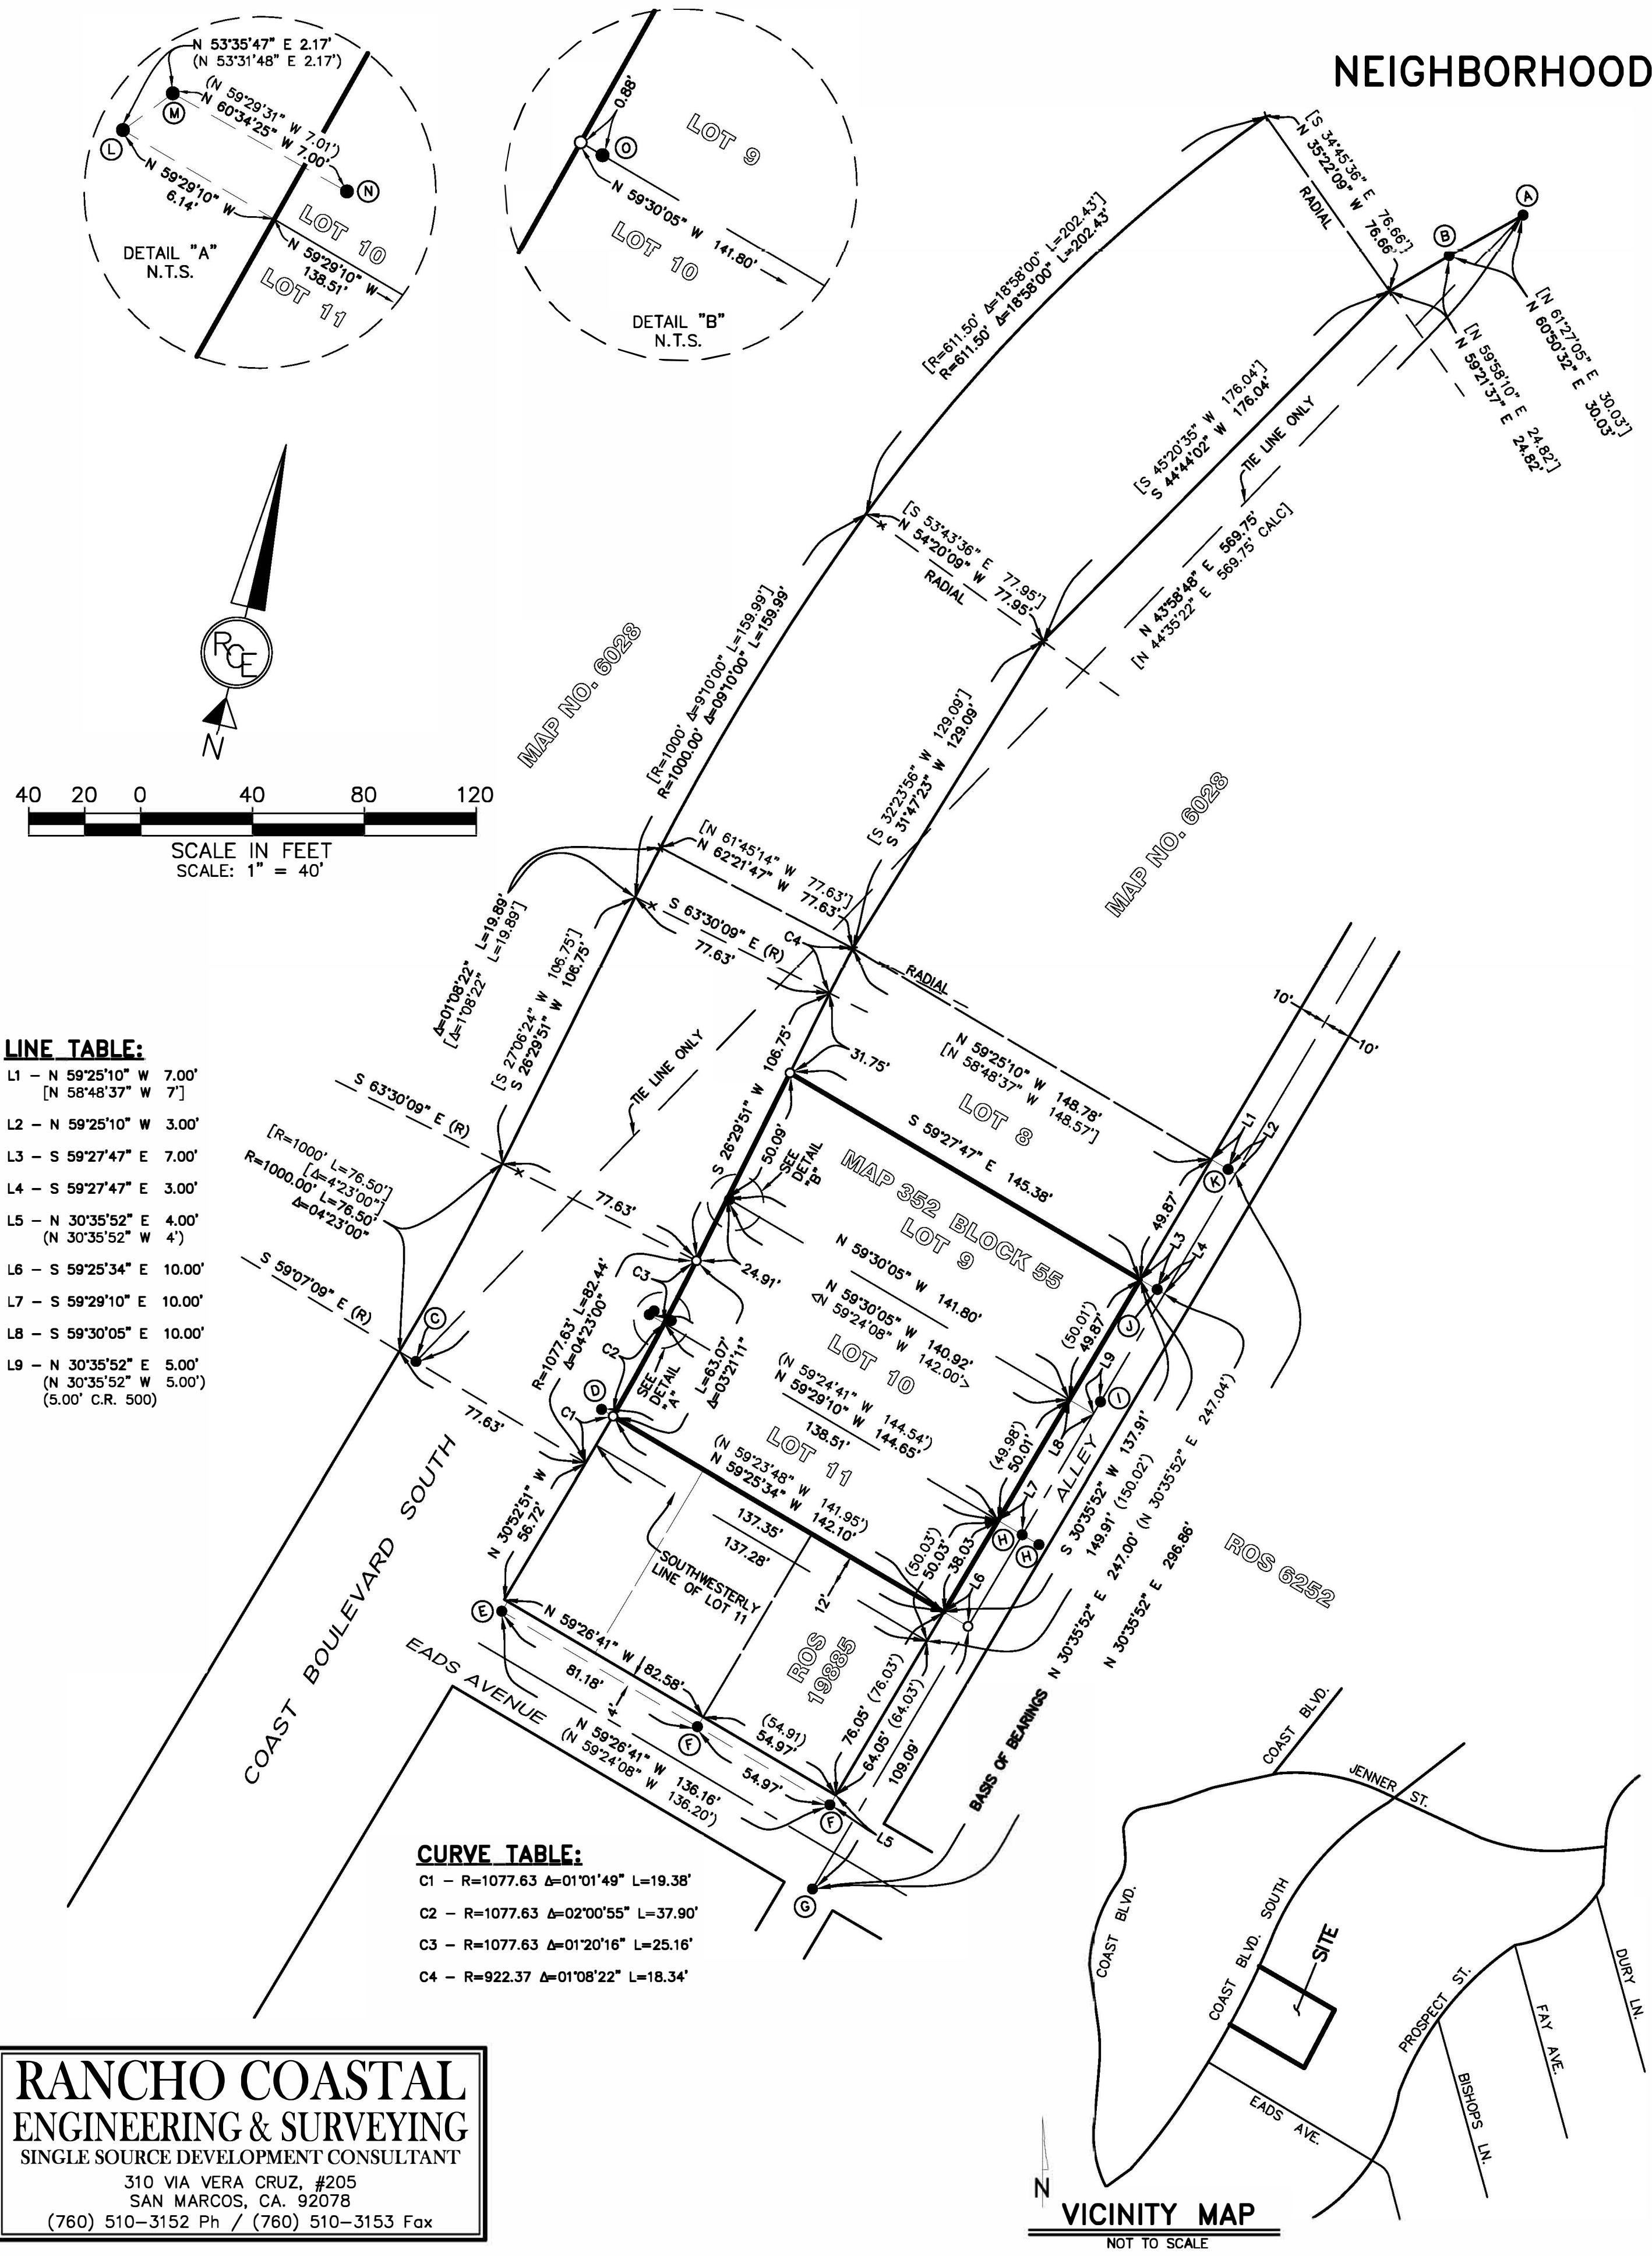 NEIGHBORHOOD
N 53°35'47" E 2.17'
(N 53°31'48" E 2.17')
(N 59°29'31" W 7.01')
N 60°34'25" W 7.00'
M
L
N
N 59°29'10" W
6.14'
LOT 10
N 59°29'10" W
138.51'
LOT 11
DETAIL "A"
N.T.S.
0.88'
LOT 9
O
N 59°30'05" W 141.80'
LOT 10
DETAIL "B"
N.T.S.
[S 34°45'36" E 76.66']
N 35°22'09" W 76.66'
RADIAL
A
B
[N 61°27'05" E 30.03']
N 60°50'32" E 30.03'
[N 59°58'10" E 24.82']
N 59°21'37" E 24.82'
[R=611.50' Δ=18°58'00" L=202.43']
R=611.50' Δ=18°58'00" L=202.43'
[S 45°20'35" W 176.04']
S 44°44'02" W 176.04'
TIE LINE ONLY
N 43°58'48" E 569.75'
[N 44°35'22" E 569.75' CALC]
[S 53°43'36" E 77.95']
N 54°20'09" W 77.95'
RADIAL
RCE
N
MAP NO. 6028
[R=1000' Δ=9°10'00" L=159.99']
R=1000.00' Δ=09°10'00" L=159.99'
[S 32°23'56" W 129.09']
S 31°47'23" W 129.09'
MAP NO. 6028
40 20 0 40 80 120
SCALE IN FEET
SCALE: 1" = 40'
[N 61°45'14" W 77.63']
N 62°21'47" W 77.63'
S 63°30'09" E (R)
77.63'
C4
RADIAL
Δ=01°08'22" L=19.89'
[Δ=1°08'22" L=19.89']
[S 27°06'24" W 106.75']
S 26°29'51" W 106.75'
TIE LINE ONLY
10'
10'
N 59°25'10" W 148.78'
[N 58°48'37" W 148.57']
LOT 8
L1
L2
K
LINE TABLE:
L1 - N 59°25'10" W 7.00'
[N 58°48'37" W 7']
L2 - N 59°25'10" W 3.00'
L3 - S 59°27'47" E 7.00'
L4 - S 59°27'47" E 3.00'
L5 - N 30°35'52" E 4.00'
(N 30°35'52" W 4')
L6 - S 59°25'34" E 10.00'
L7 - S 59°29'10" E 10.00'
L8 - S 59°30'05" E 10.00'
L9 - N 30°35'52" E 5.00'
(N 30°35'52" W 5.00')
(5.00' C.R. 500)
S 63°30'09" E (R)
[R=1000' L=76.50']
[Δ=4°23'00"]
R=1000.00' L=76.50'
Δ=04°23'00"
S 59°07'09" E (R)
C
77.63'
77.63'
S 26°29'51" W 106.75'
31.75'
50.09'
SEE
DETAIL
"B"
24.91'
S 59°27'47" E 145.38'
MAP 352 BLOCK 55
LOT 9
49.87'
L3
L4
J
N 59°30'05" W 141.80'
N 59°30'05" W 140.92'
<N 59°24'08" W 142.00'>
LOT 10
(50.01')
49.87'
L9
I
L8
R=1077.63' L=82.44'
Δ=04°23'00"
C3
C2
C1
D
SEE
DETAIL
"A"
L=63.07'
Δ=03°21'11"
(N 59°24'41" W 144.54')
N 59°29'10" W 144.65'
138.51'
LOT 11
(49.98')
50.01'
L7
ALLEY
H
H
(N 59°23'48" W 141.95')
N 59°25'34" W 142.10'
137.35'
137.28'
SOUTHWESTERLY
LINE OF LOT 11
12'
(50.03')
50.03'
38.03
L6
S 30°35'52" W 137.91'
149.91' (150.02')
BASIS OF BEARINGS N 30°35'52" E 247.00' (N 30°35'52" E 247.04')
N 30°35'52" E 296.86'
ROS 6252
N 30°52'51" W
56.72'
E
N 59°26'41" W 82.58'
81.18'
4'
F
ROS
19885
(54.91)
54.97'
54.97'
F
76.05' (76.03')
64.05' (64.03')
109.09'
L5
N 59°26'41" W 136.16'
(N 59°24'08" W 136.20')
EADS AVENUE
COAST BOULEVARD SOUTH
G
CURVE TABLE:
C1 - R=1077.63 Δ=01°01'49" L=19.38'
C2 - R=1077.63 Δ=02°00'55" L=37.90'
C3 - R=1077.63 Δ=01°20'16" L=25.16'
C4 - R=922.37 Δ=01°08'22" L=18.34'
RANCHO COASTAL
ENGINEERING & SURVEYING
SINGLE SOURCE DEVELOPMENT CONSULTANT
310 VIA VERA CRUZ, #205
SAN MARCOS, CA. 92078
(760) 510-3152 Ph / (760) 510-3153 Fax
COAST BLVD.
JENNER ST.
COAST BLVD.
COAST BLVD. SOUTH
SITE
PROSPECT ST.
DURY LN.
FAY AVE.
BISHOPS LN.
EADS AVE.
N
VICINITY MAP
NOT TO SCALE